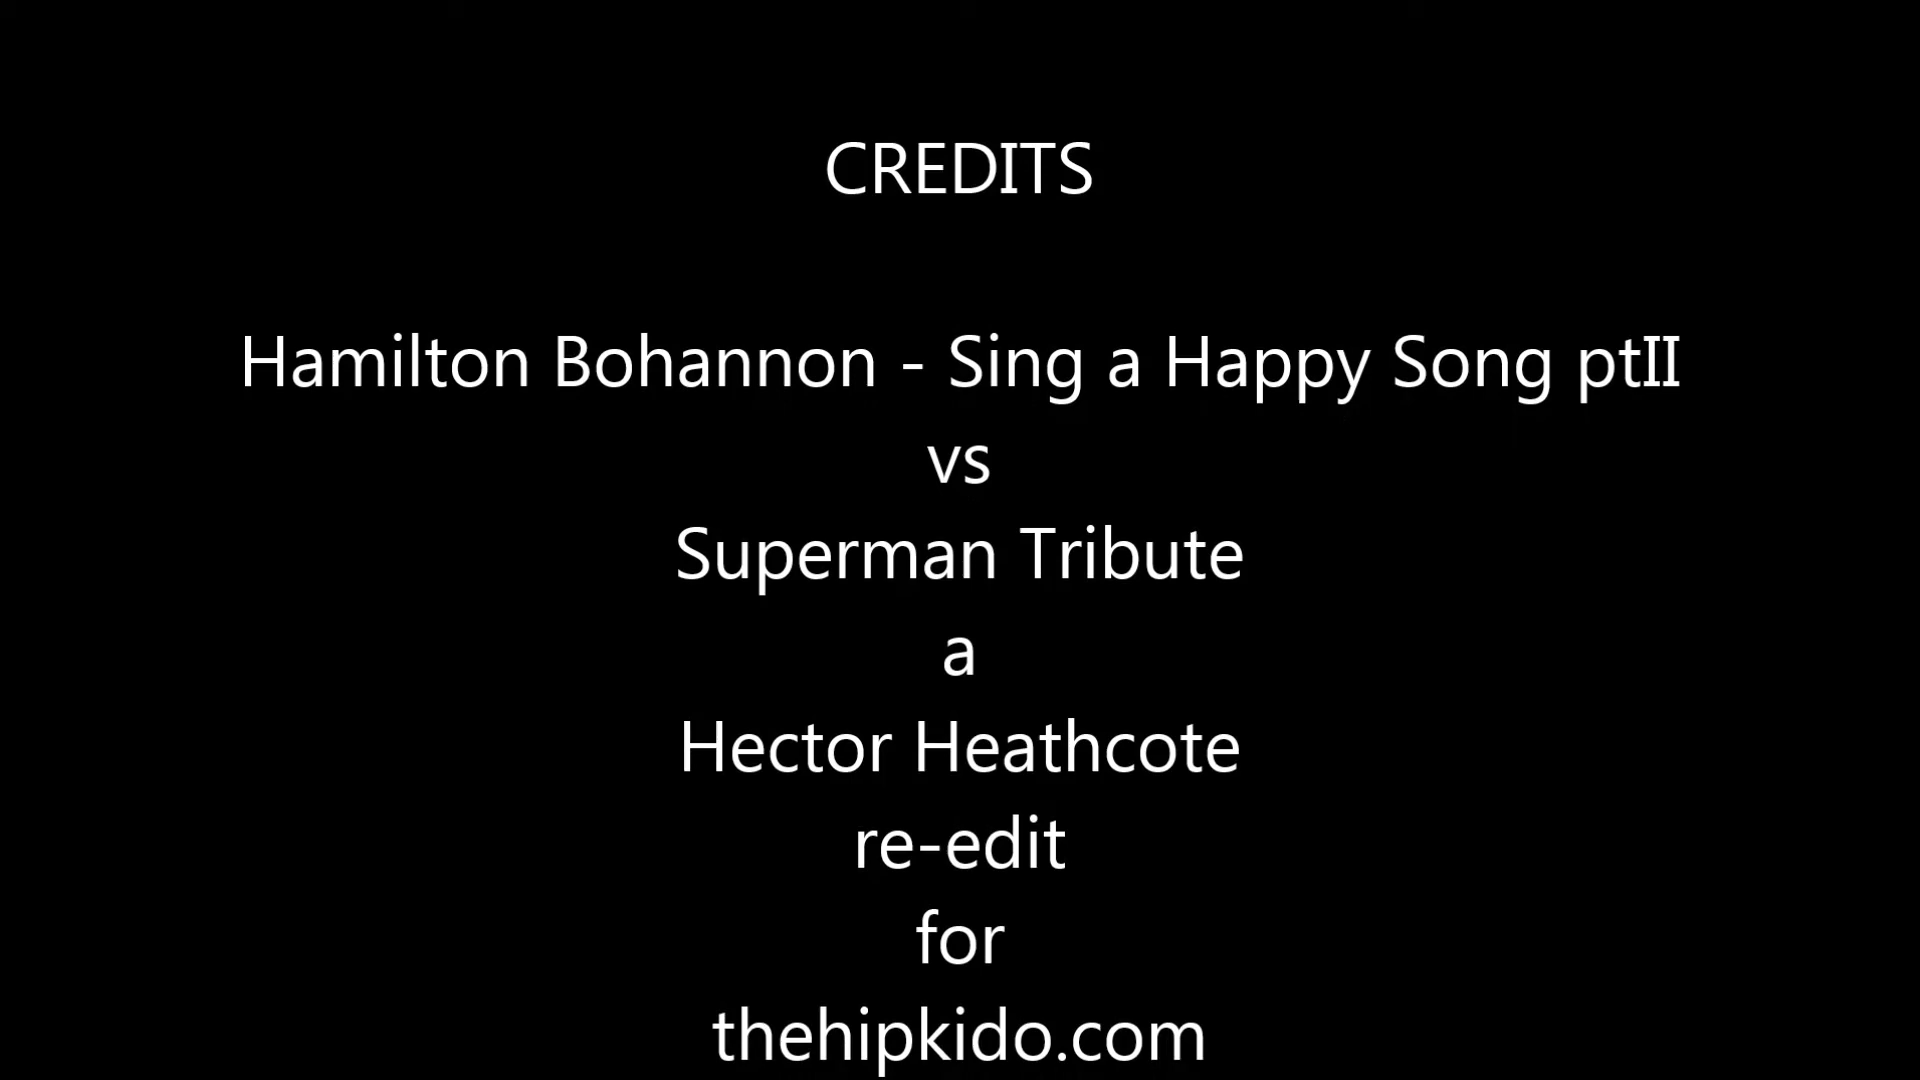 CREDITS
Hamilton Bohannon - Sing a Happy Song ptII
vs
Superman Tribute
a
Hector Heathcote
re-edit
for
thehipkido.com